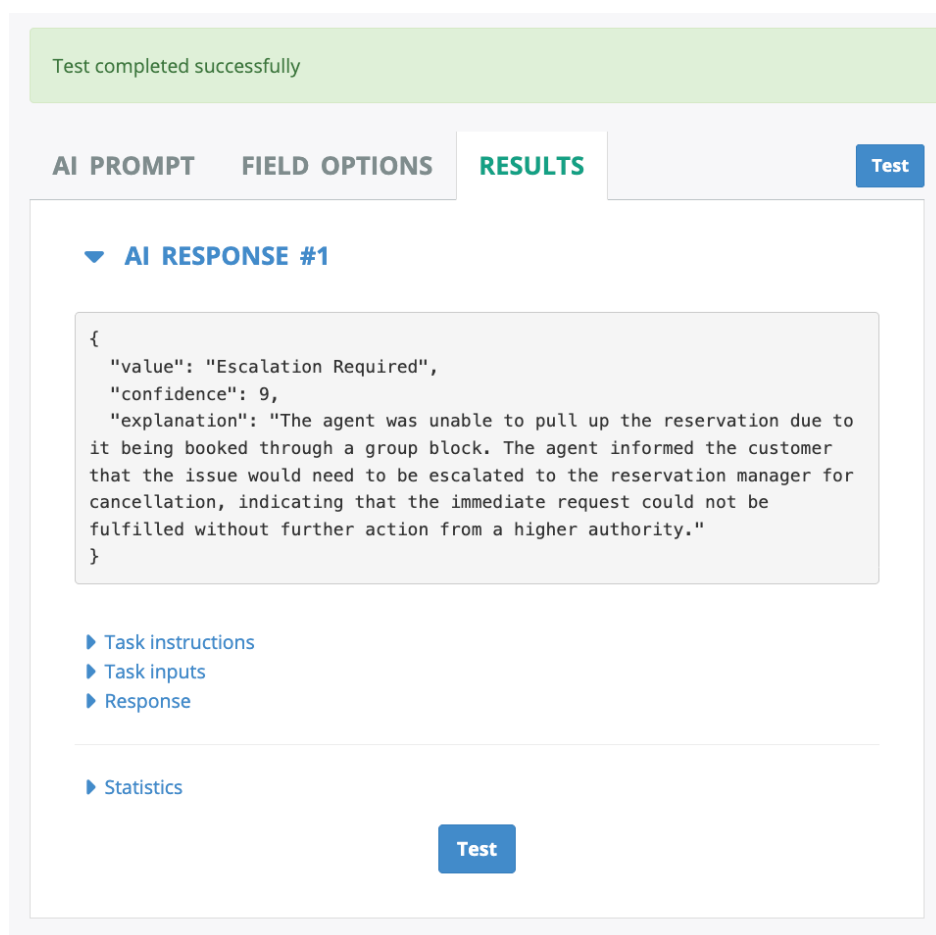 Test completed successfully
AI PROMPT FIELD OPTIONS RESULTS Test
AI RESPONSE #1
{
  "value": "Escalation Required",
  "confidence": 9,
  "explanation": "The agent was unable to pull up the reservation due to
it being booked through a group block. The agent informed the customer
that the issue would need to be escalated to the reservation manager for
cancellation, indicating that the immediate request could not be
fulfilled without further action from a higher authority."
}
Task instructions
Task inputs
Response
Statistics
Test